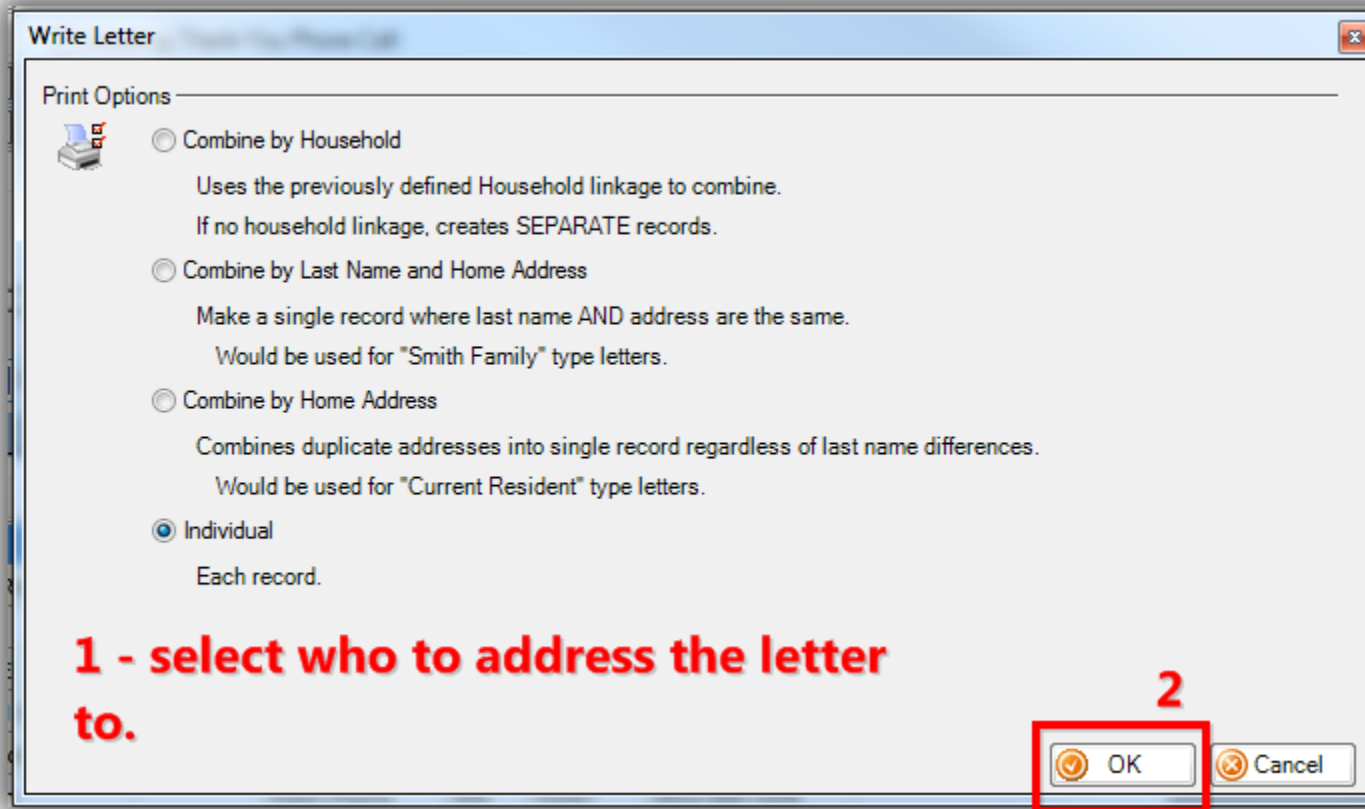 Write Letter
Print Options
Combine by Household
Uses the previously defined Household linkage to combine.
If no household linkage, creates SEPARATE records.
Combine by Last Name and Home Address
Make a single record where last name AND address are the same.
Would be used for "Smith Family" type letters.
Combine by Home Address
Combines duplicate addresses into single record regardless of last name differences.
Would be used for "Current Resident" type letters.
Individual
Each record.
1 - select who to address the letter
to.
2
OK
Cancel